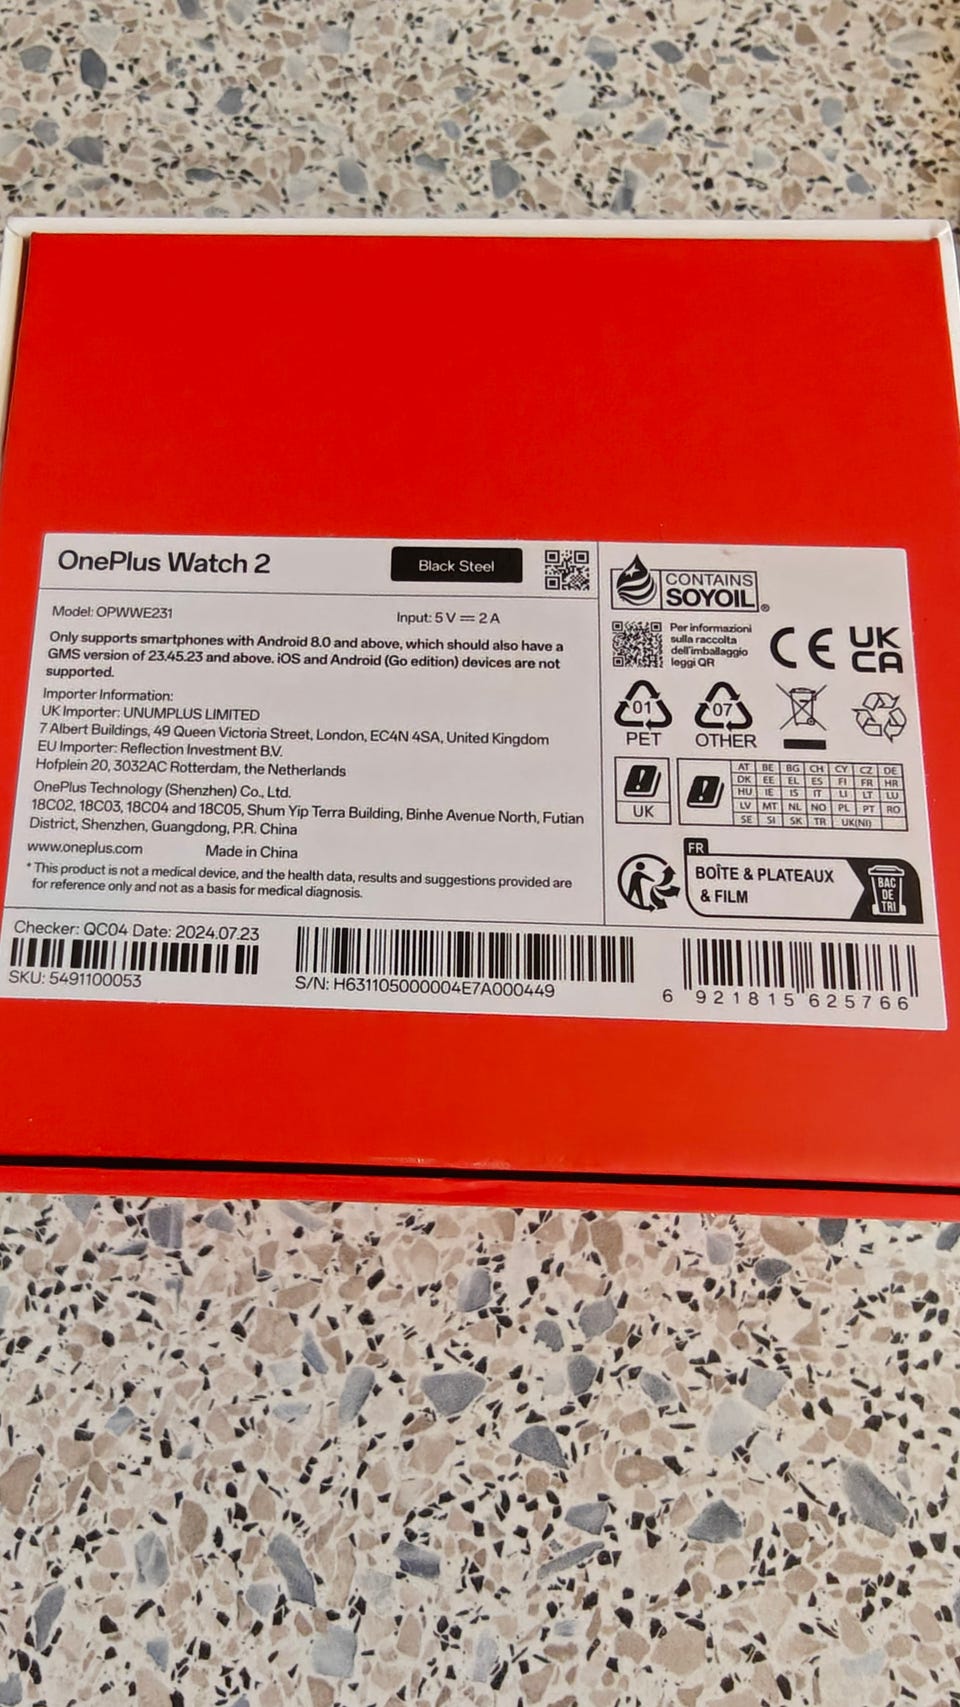 OnePlus Watch 2
Black Steel
Model: OPWWE231
Input: 5 V ⎓ 2 A
Only supports smartphones with Android 8.0 and above, which should also have a
GMS version of 23.45.23 and above. iOS and Android (Go edition) devices are not
supported.
Importer Information:
UK Importer: UNUMPLUS LIMITED
7 Albert Buildings, 49 Queen Victoria Street, London, EC4N 4SA, United Kingdom
EU Importer: Reflection Investment B.V.
Hofplein 20, 3032AC Rotterdam, the Netherlands
OnePlus Technology (Shenzhen) Co., Ltd.
18C02, 18C03, 18C04 and 18C05, Shum Yip Terra Building, Binhe Avenue North, Futian
District, Shenzhen, Guangdong, P.R. China
www.oneplus.com
Made in China
* This product is not a medical device, and the health data, results and suggestions provided are
for reference only and not as a basis for medical diagnosis.
CONTAINS
SOYOIL®
Per informazioni
sulla raccolta
dell'imballaggio
leggi QR
CE
UK
CA
01
PET
07
OTHER
UK
AT BE BG CH CY CZ DE
DK EE EL ES FI FR HR
HU IE IS IT LI LT LU
LV MT NL NO PL PT RO
SE SI SK TR UK(NI)
FR
BOÎTE & PLATEAUX
& FILM
BAC
DE
TRI
Checker: QC04 Date: 2024.07.23
SKU: 5491100053
S/N: H631105000004E7A000449
6 921815 625766